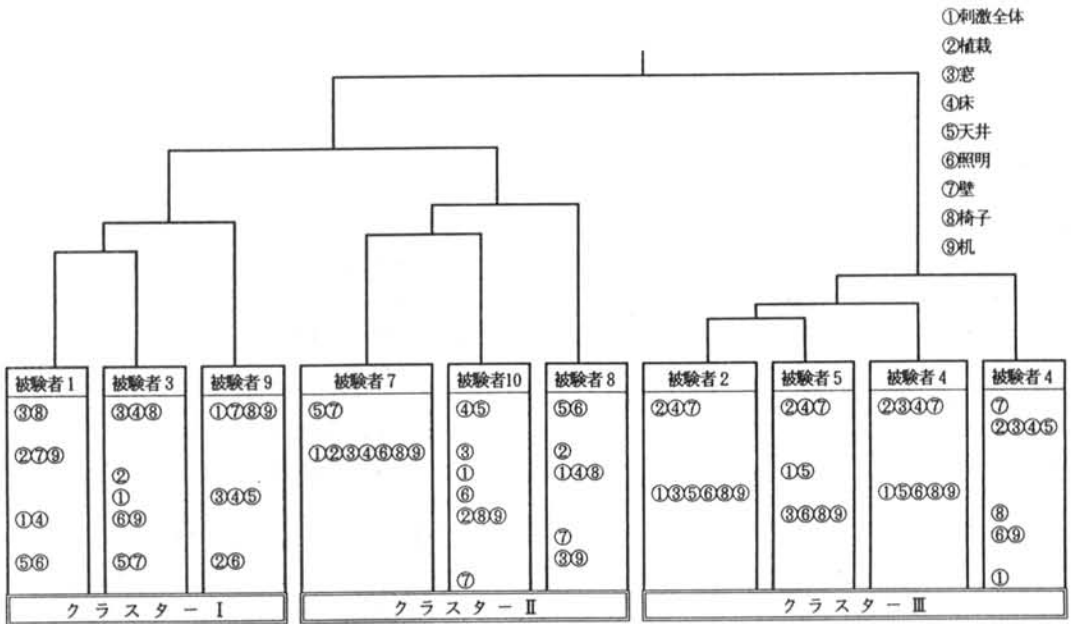 ①刺激全体
②植栽
③窓
④床
⑤天井
⑥照明
⑦壁
⑧椅子
⑨机
被験者1
③⑧
②⑦⑨
①④
⑤⑥
被験者3
③④⑧
②
①
⑥⑨
⑤⑦
被験者9
①⑦⑧⑨
③④⑤
②⑥
クラスターⅠ
被験者7
⑤⑦
①②③④⑥⑧⑨
被験者10
④⑤
③
①
⑥
②⑧⑨
⑦
被験者8
⑤⑥
②
①④⑧
⑦
③⑨
クラスターⅡ
被験者2
②④⑦
①③⑤⑥⑧⑨
被験者5
②④⑦
①⑤
③⑥⑧⑨
被験者4
②③④⑦
①⑤⑥⑧⑨
被験者4
⑦
②③④⑤
⑧
⑥⑨
①
クラスターⅢ